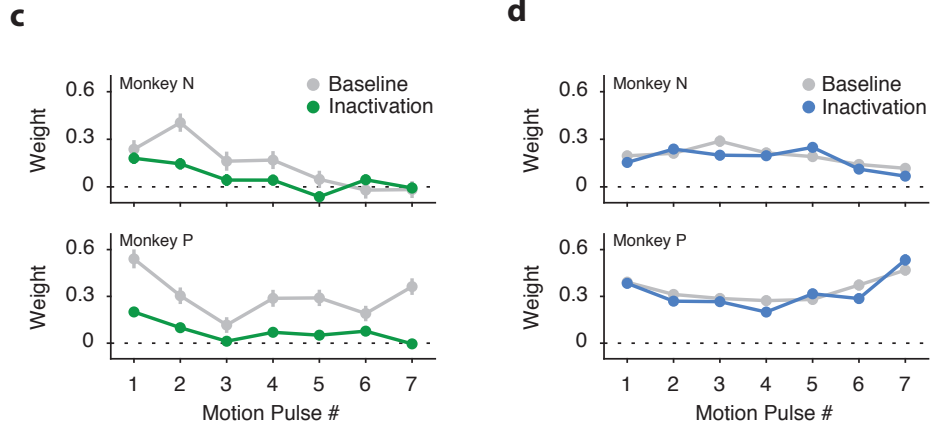 c
Monkey N
Baseline
Inactivation
Weight
0.6
0.3
0
Monkey P
Weight
0.6
0.3
0
1 2 3 4 5 6 7
Motion Pulse #
d
Monkey N
Baseline
Inactivation
Weight
0.6
0.3
0
Monkey P
Weight
0.6
0.3
0
1 2 3 4 5 6 7
Motion Pulse #